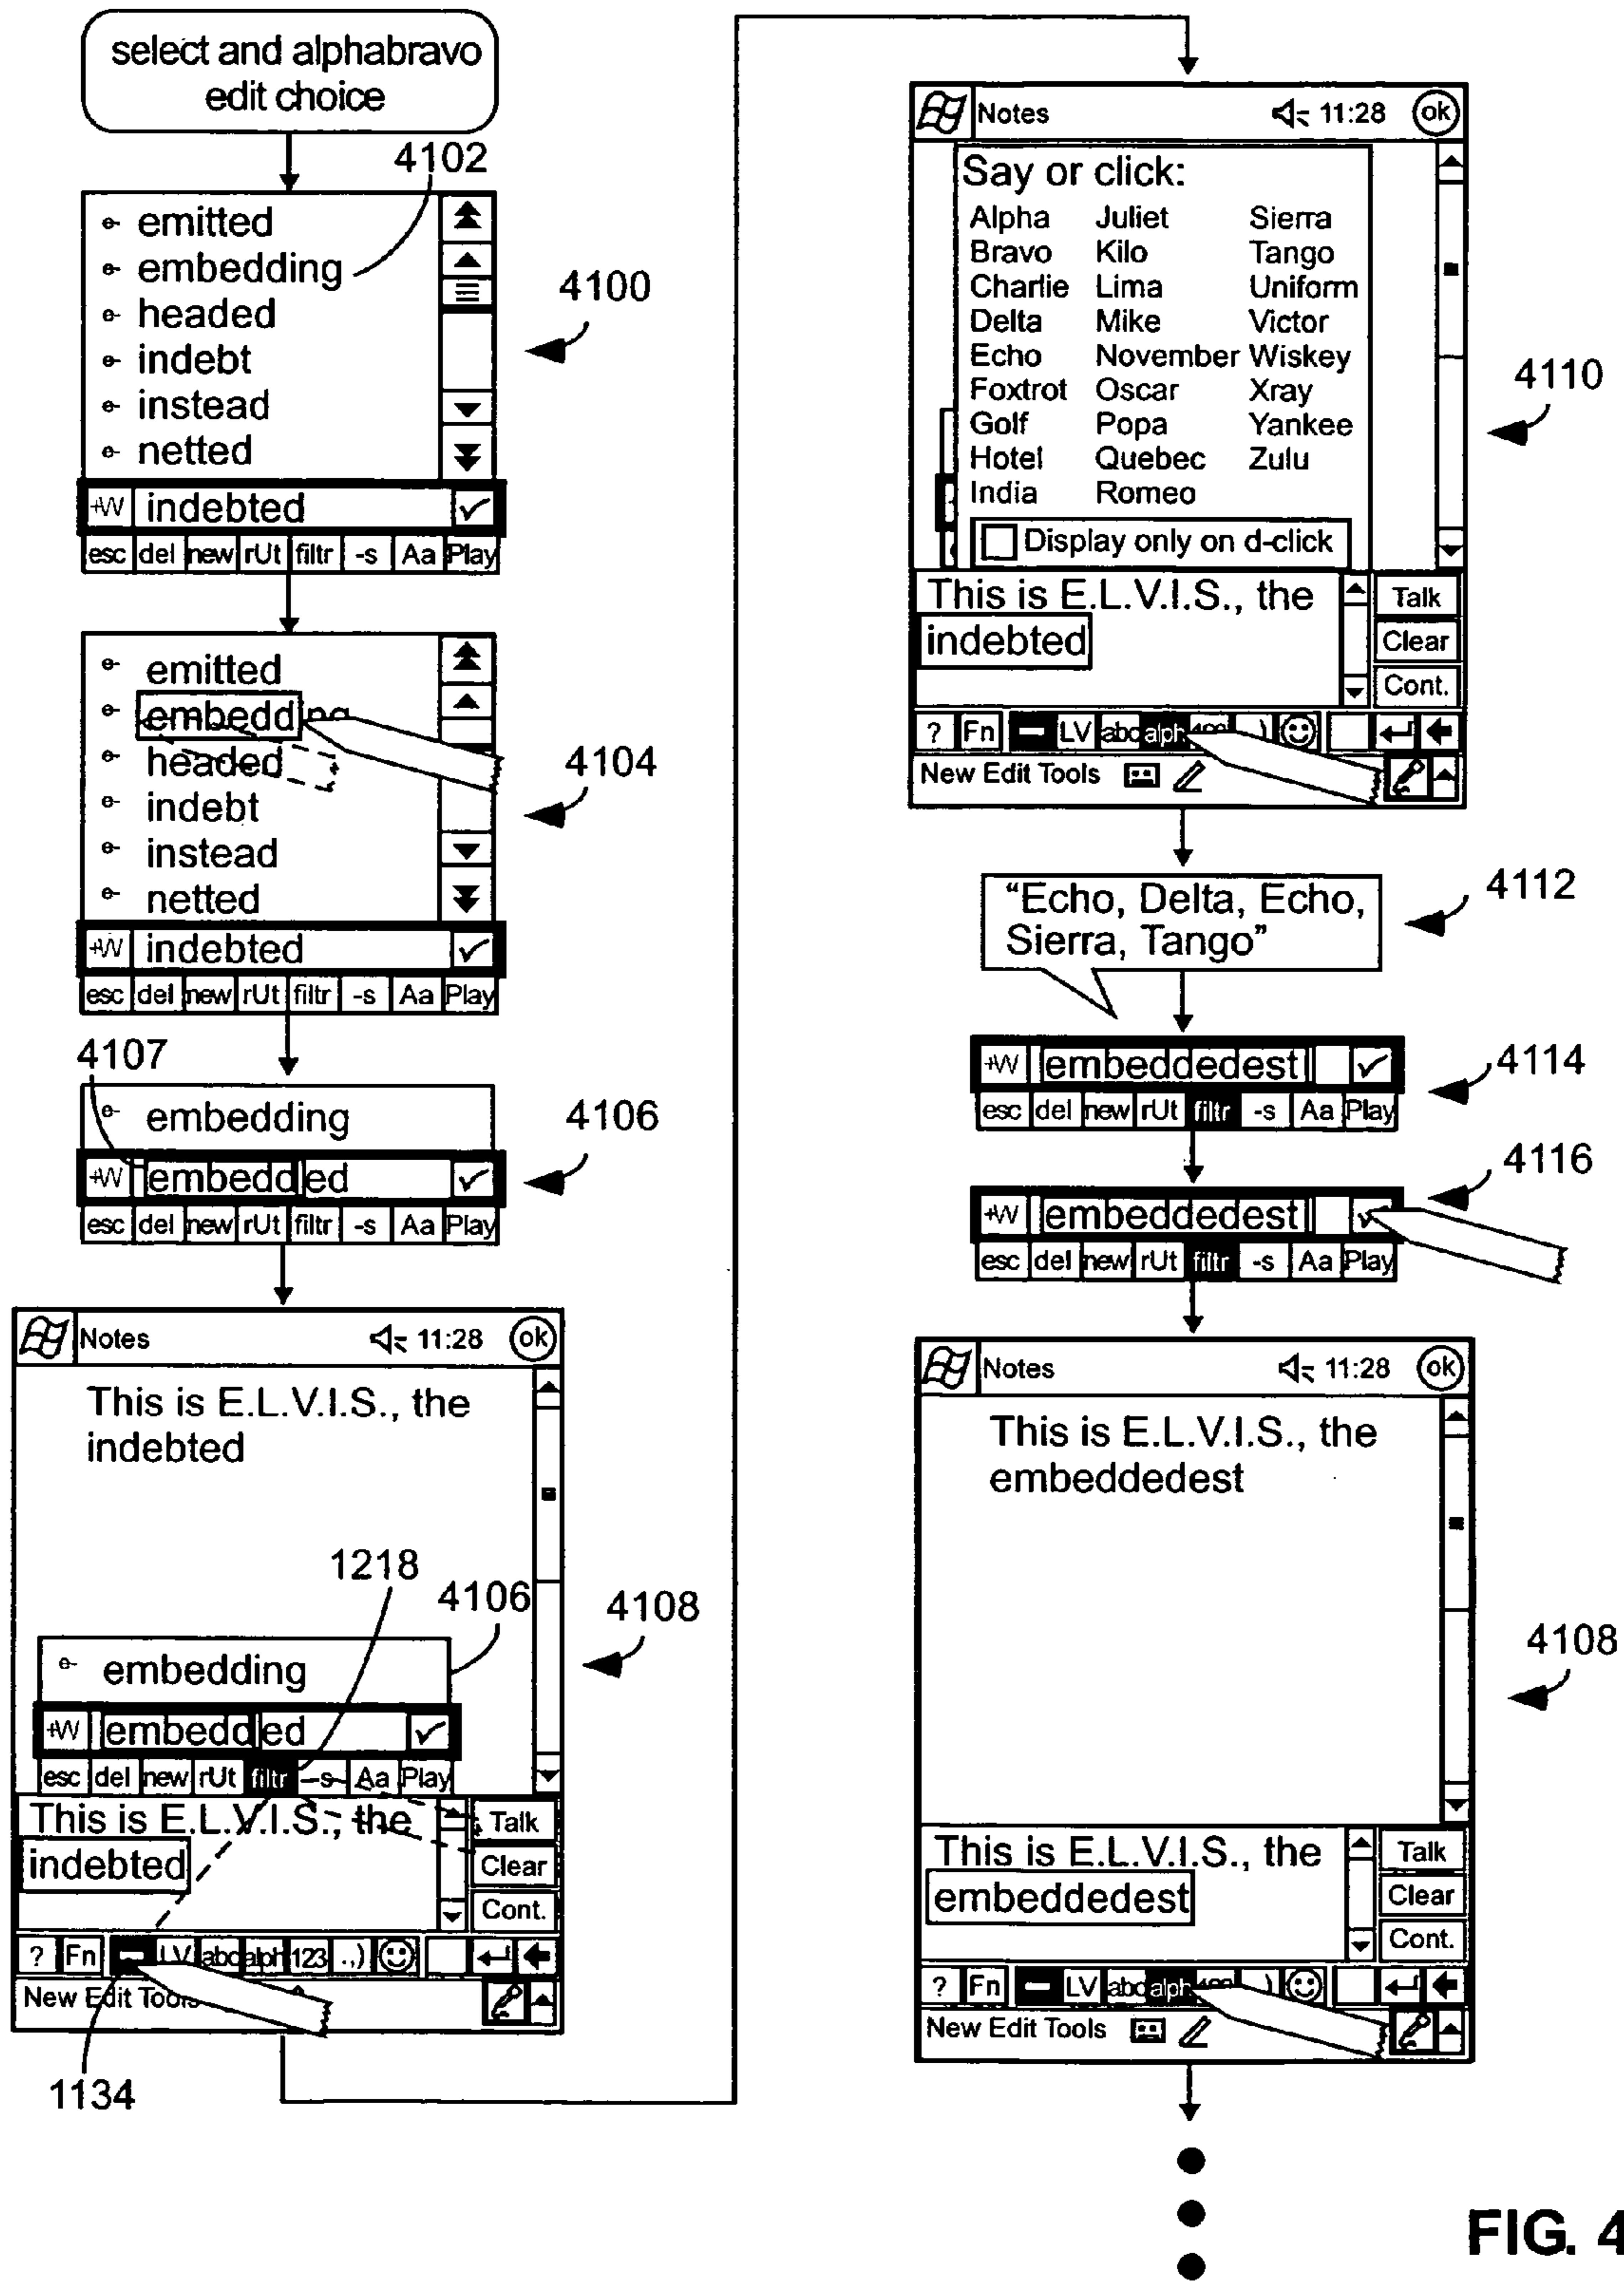 select and alphabravo
edit choice
4102
emitted
embedding
headed
indebt
instead
netted
+W indebted
esc del new rUt filtr -s Aa Play
4100
emitted
embedding
headed
indebt
instead
netted
+W indebted
esc del new rUt filtr -s Aa Play
4104
4107
e- embedding
+W embedded
esc del new rUt filtr -s Aa Play
4106
Notes 11:28 ok
This is E.L.V.I.S., the
indebted
1218
4106
4108
e- embedding
+W embedded
esc del new rUt filtr -s Aa Play
This is E.L.V.I.S., the
indebted
Talk
Clear
Cont.
? Fn LV abc alph 123 .,)
New Edit Tools
1134
Notes 11:28 ok
Say or click:
Alpha Juliet Sierra
Bravo Kilo Tango
Charlie Lima Uniform
Delta Mike Victor
Echo November Wiskey
Foxtrot Oscar Xray
Golf Popa Yankee
Hotel Quebec Zulu
India Romeo
Display only on d-click
4110
This is E.L.V.I.S., the
indebted
Talk
Clear
Cont.
? Fn LV abc alph )
New Edit Tools
"Echo, Delta, Echo,
Sierra, Tango"
4112
+W embeddedest
esc del new rUt filtr -s Aa Play
4114
+W embeddedest
esc del new rUt filtr -s Aa Play
4116
Notes 11:28 ok
This is E.L.V.I.S., the
embeddedest
4108
This is E.L.V.I.S., the
embeddedest
Talk
Clear
Cont.
? Fn LV abc alph )
New Edit Tools
FIG. 4